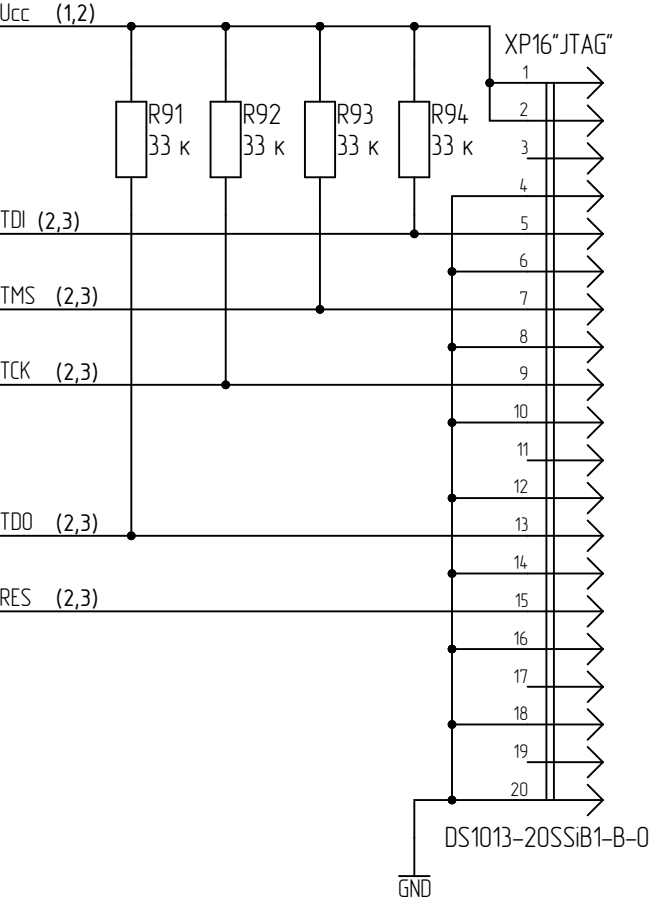 Ucc (1,2)
XP16"JTAG"
1
R91
33 к
R92
33 к
R93
33 к
R94
33 к
2
3
4
TDI (2,3)
5
6
TMS (2,3)
7
8
TCK (2,3)
9
10
11
12
TDO (2,3)
13
14
RES (2,3)
15
16
17
18
19
20
DS1013-20SSiB1-B-0
GND